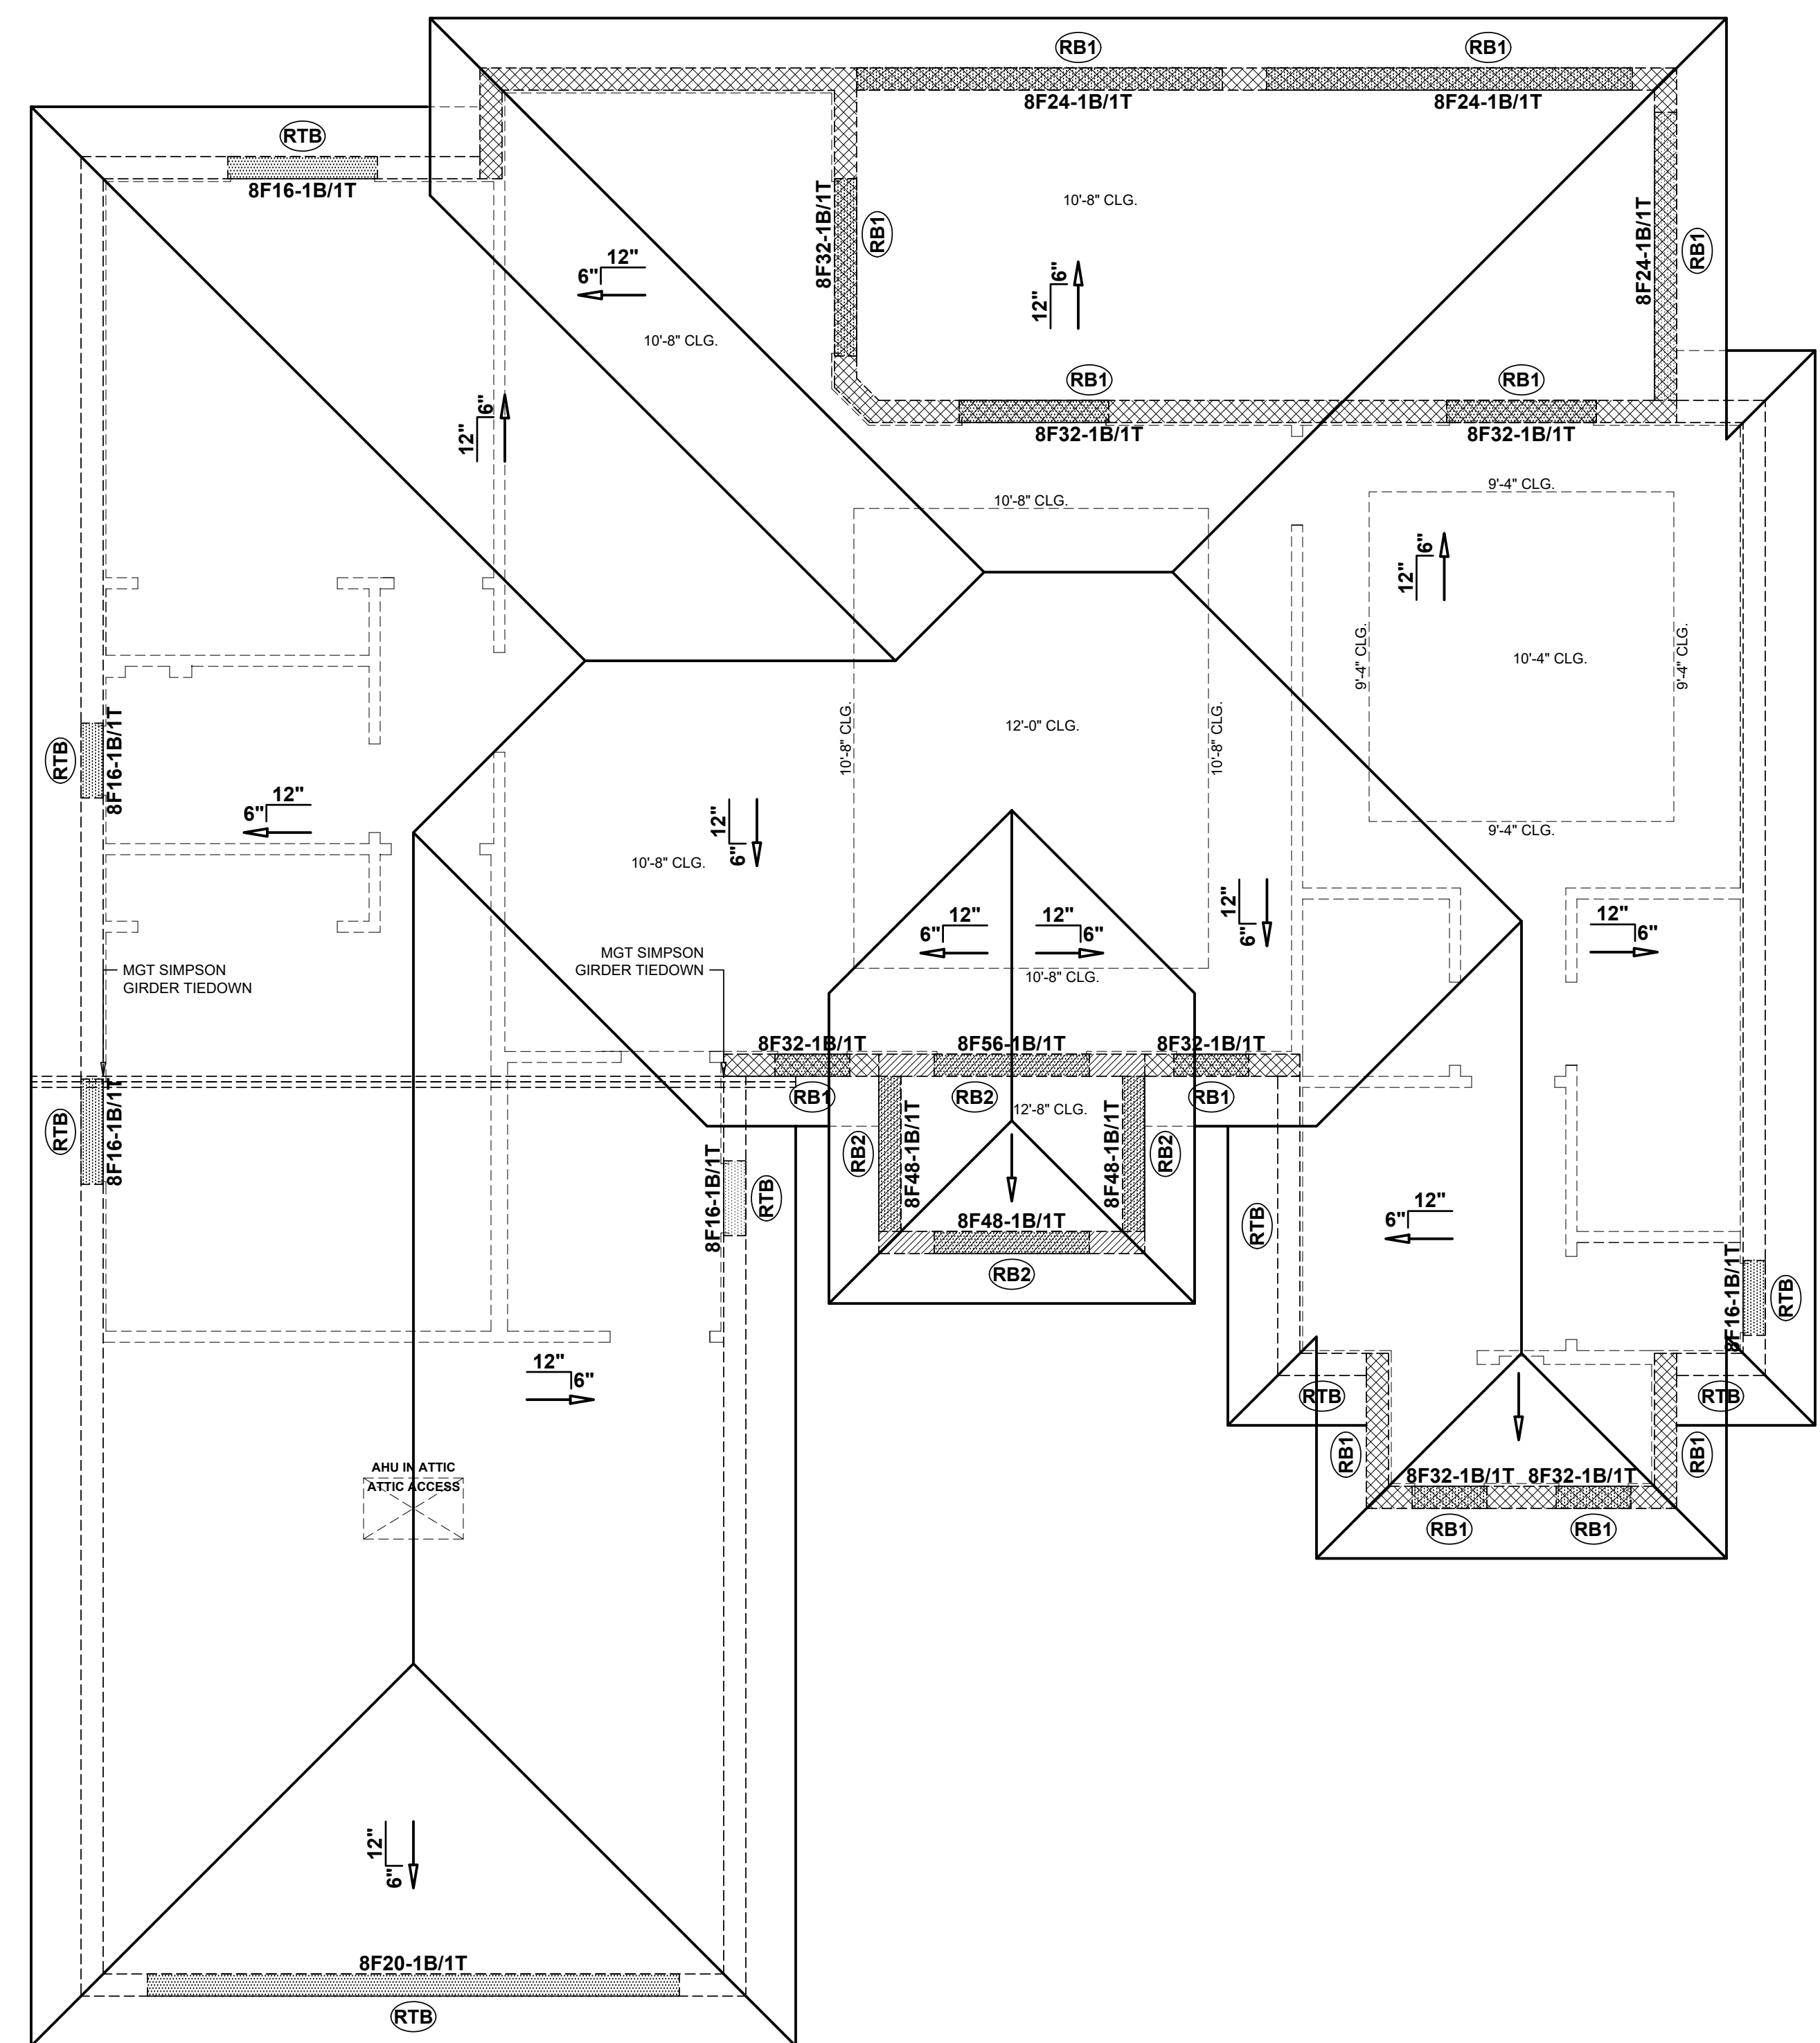 RB1
RB1
8F24-1B/1T
8F24-1B/1T
RTB
8F16-1B/1T
8F32-1B/1T
RB1
10'-8" CLG.
8F24-1B/1T
RB1
12"
6"
12"
6"
10'-8" CLG.
RB1
RB1
12"
6"
8F32-1B/1T
8F32-1B/1T
10'-8" CLG.
9'-4" CLG.
12"
6"
9'-4" CLG.
10'-4" CLG.
9'-4" CLG.
RTB
8F16-1B/1T
10'-8" CLG.
12'-0" CLG.
10'-8" CLG.
12"
6"
12"
6"
10'-8" CLG.
9'-4" CLG.
12"
6"
12"
6"
12"
6"
12"
6"
MGT SIMPSON
GIRDER TIEDOWN
MGT SIMPSON
GIRDER TIEDOWN
10'-8" CLG.
8F32-1B/1T
8F56-1B/1T
8F32-1B/1T
RB1
RB2
12'-8" CLG.
RB1
RTB
8F16-1B/1T
8F16-1B/1T
RTB
RB2
8F48-1B/1T
8F48-1B/1T
RB2
8F48-1B/1T
RB2
RTB
12"
6"
8F16-1B/1T
RTB
12"
6"
RTB
RTB
RB1
RB1
AHU IN ATTIC
ATTIC ACCESS
8F32-1B/1T
8F32-1B/1T
RB1
RB1
12"
6"
8F20-1B/1T
RTB